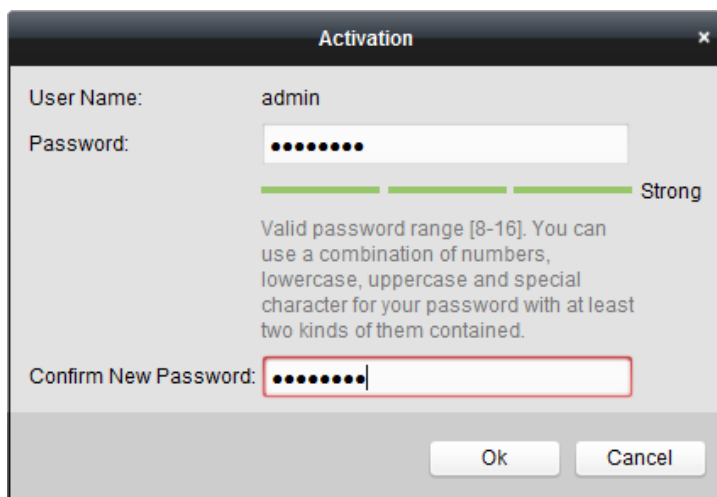 Activation ×
User Name: admin
Password: ●●●●●●●●
Strong
Valid password range [8-16]. You can
use a combination of numbers,
lowercase, uppercase and special
character for your password with at least
two kinds of them contained.
Confirm New Password: ●●●●●●●●
Ok Cancel